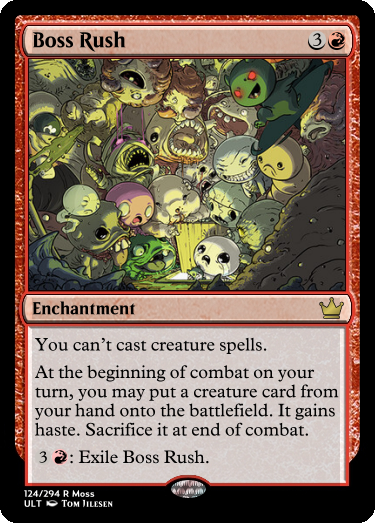 Boss Rush 3
Enchantment
You can't cast creature spells.
At the beginning of combat on your
turn, you may put a creature card from
your hand onto the battlefield. It gains
haste. Sacrifice it at end of combat.
3 : Exile Boss Rush.
124/294 R Moss
ULT Tom Jilesen